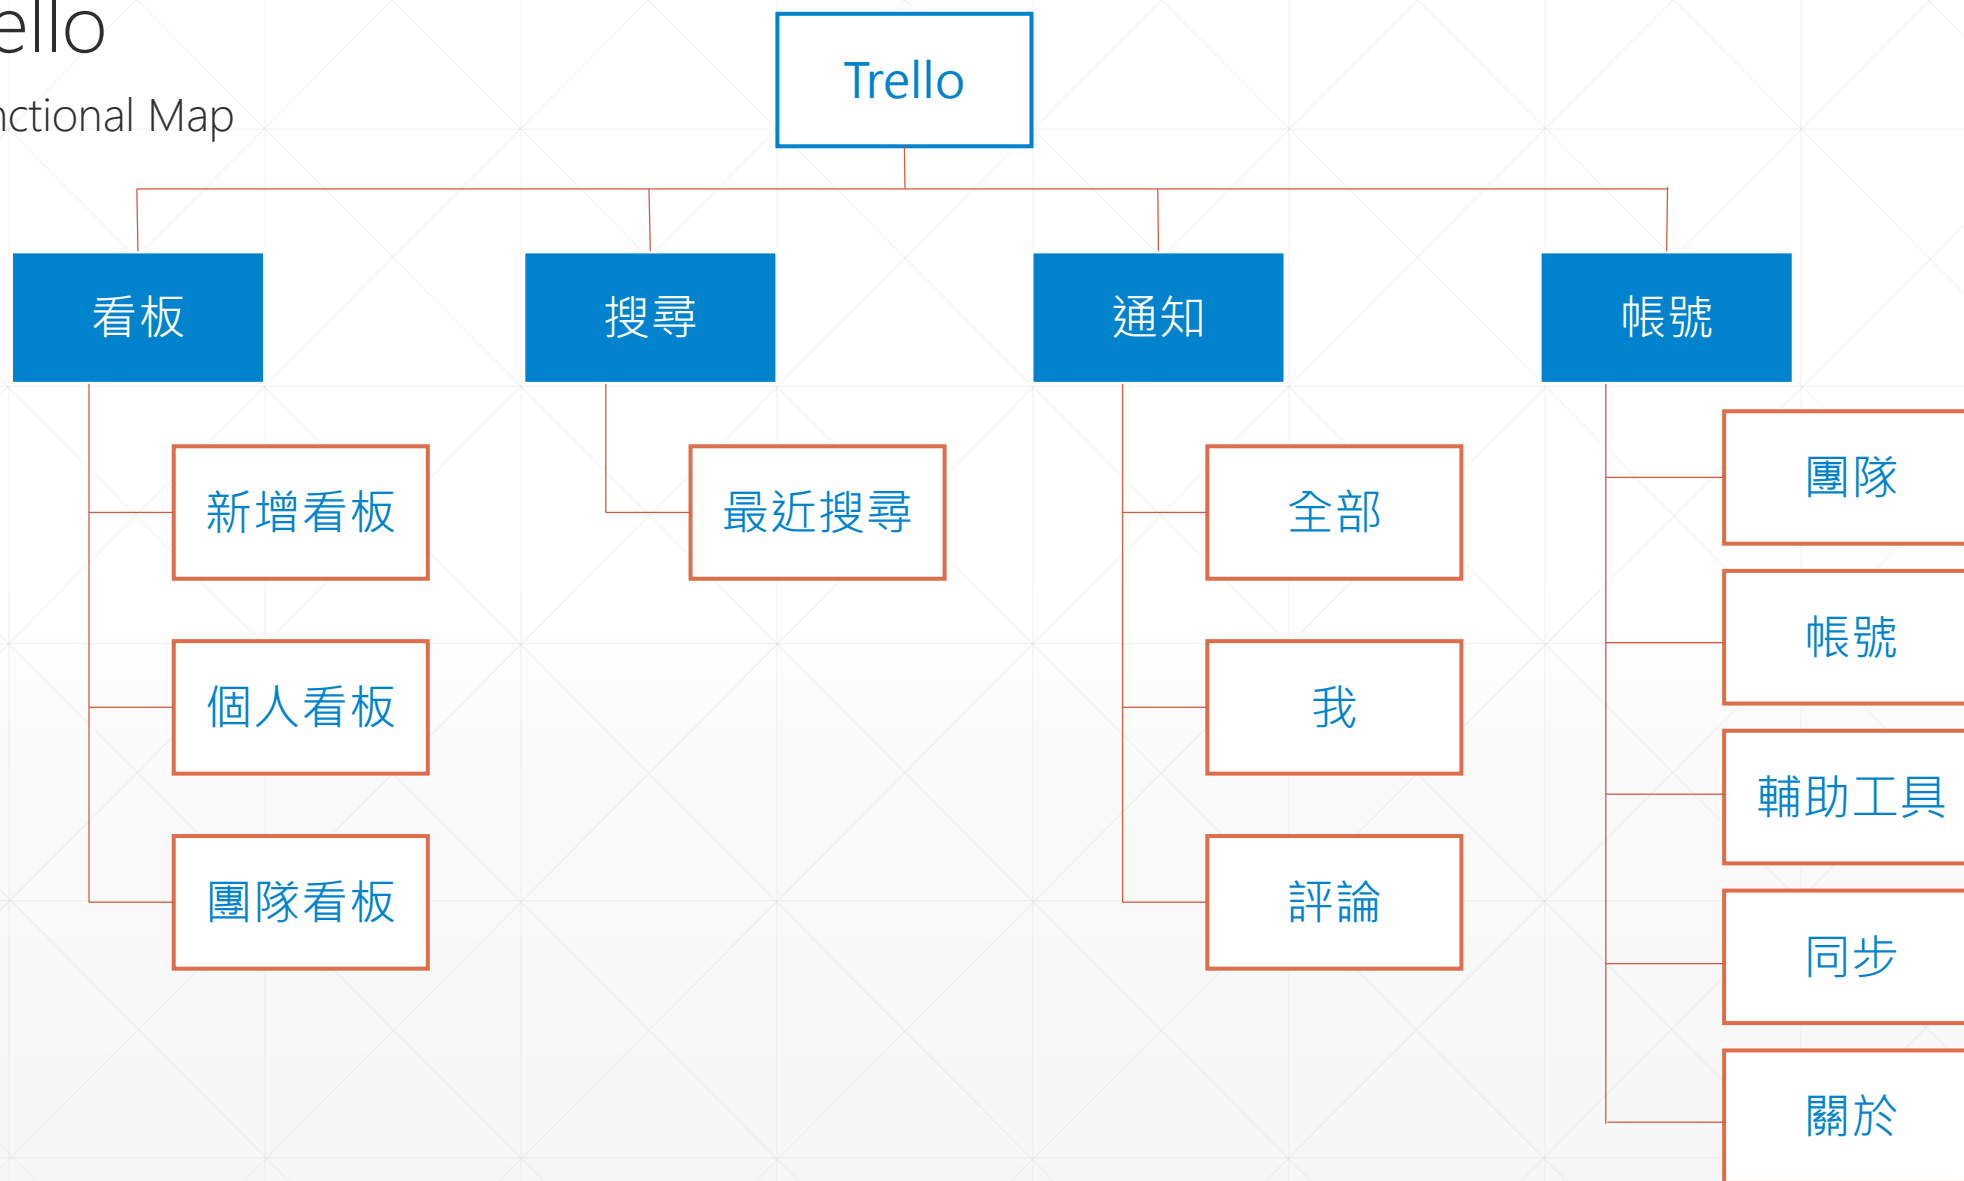 ello
nctional Map
Trello
看板
搜尋
通知
帳號
新增看板
個人看板
團隊看板
最近搜尋
全部
我
評論
團隊
帳號
輔助工具
同步
關於